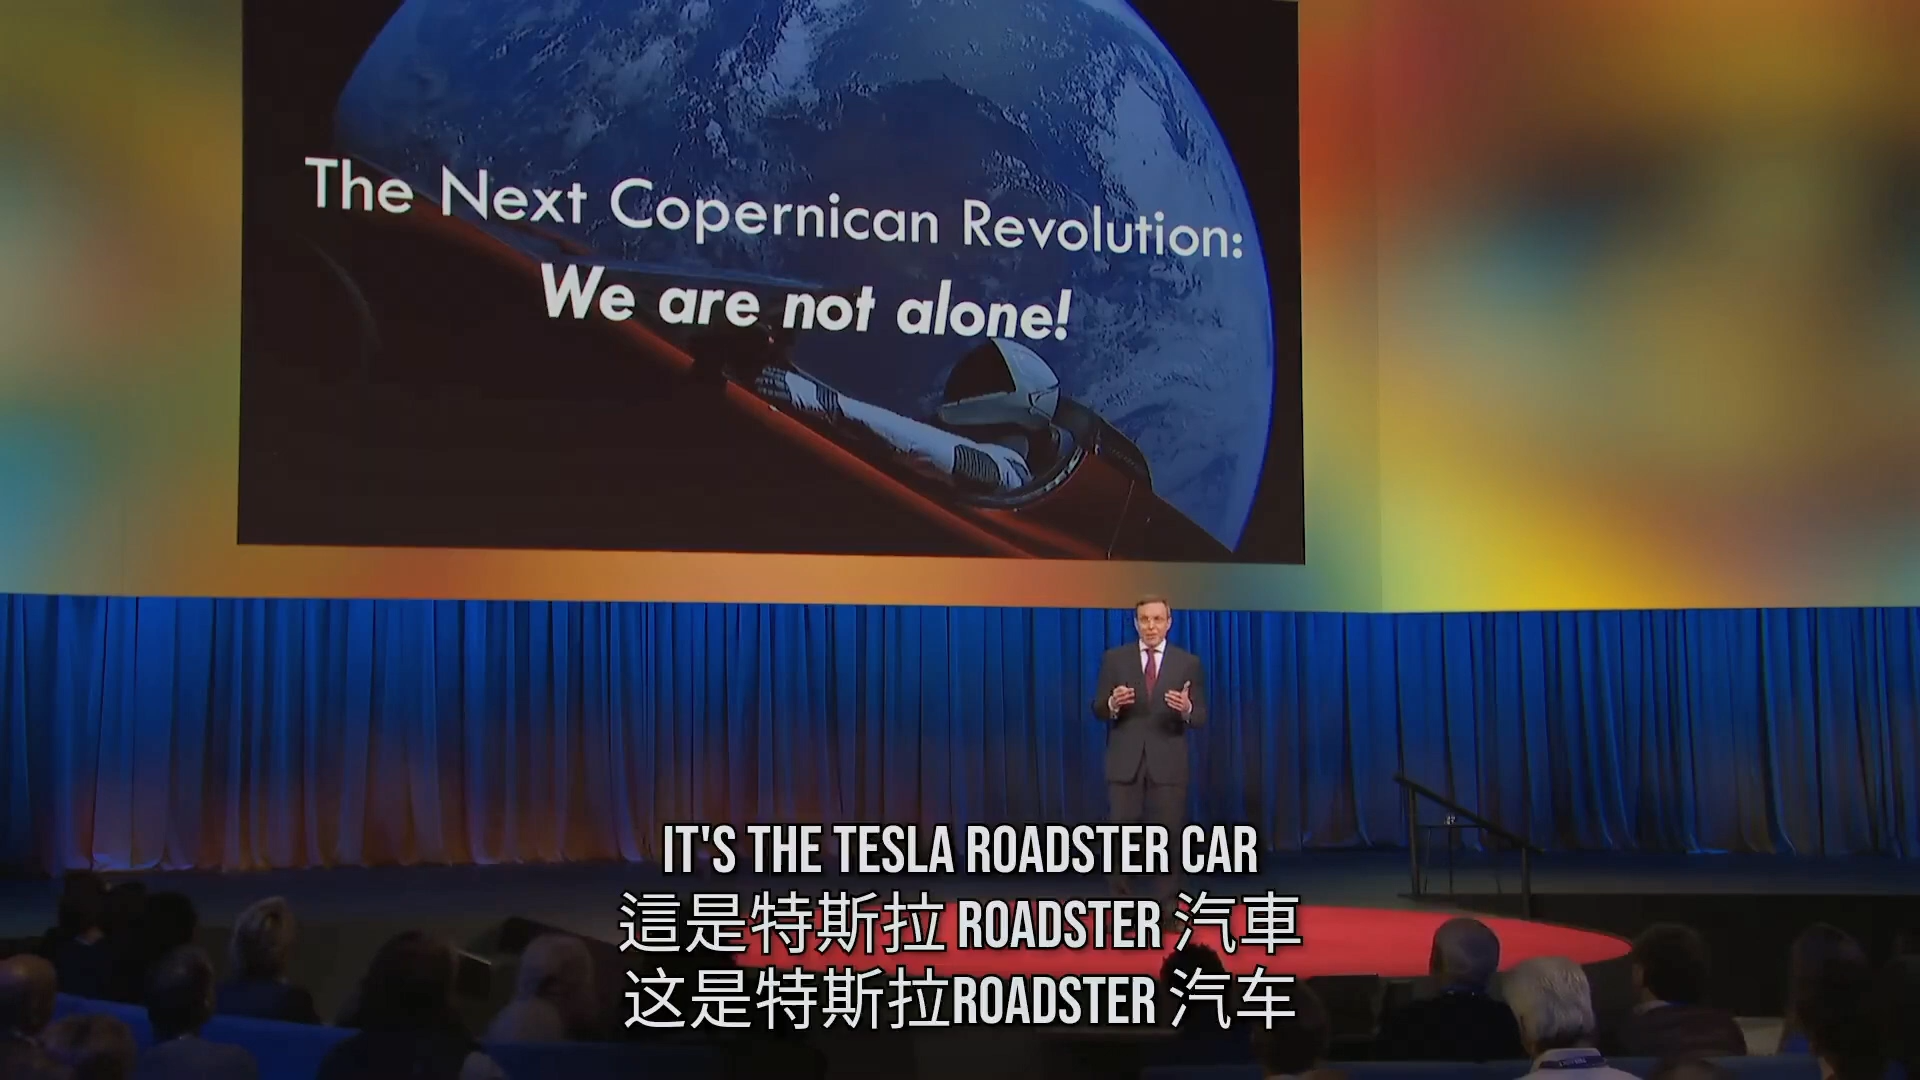 The Next Copernican Revolution:
We are not alone!
IT'S THE TESLA ROADSTER CAR
這是特斯拉 ROADSTER 汽車
这是特斯拉ROADSTER 汽车